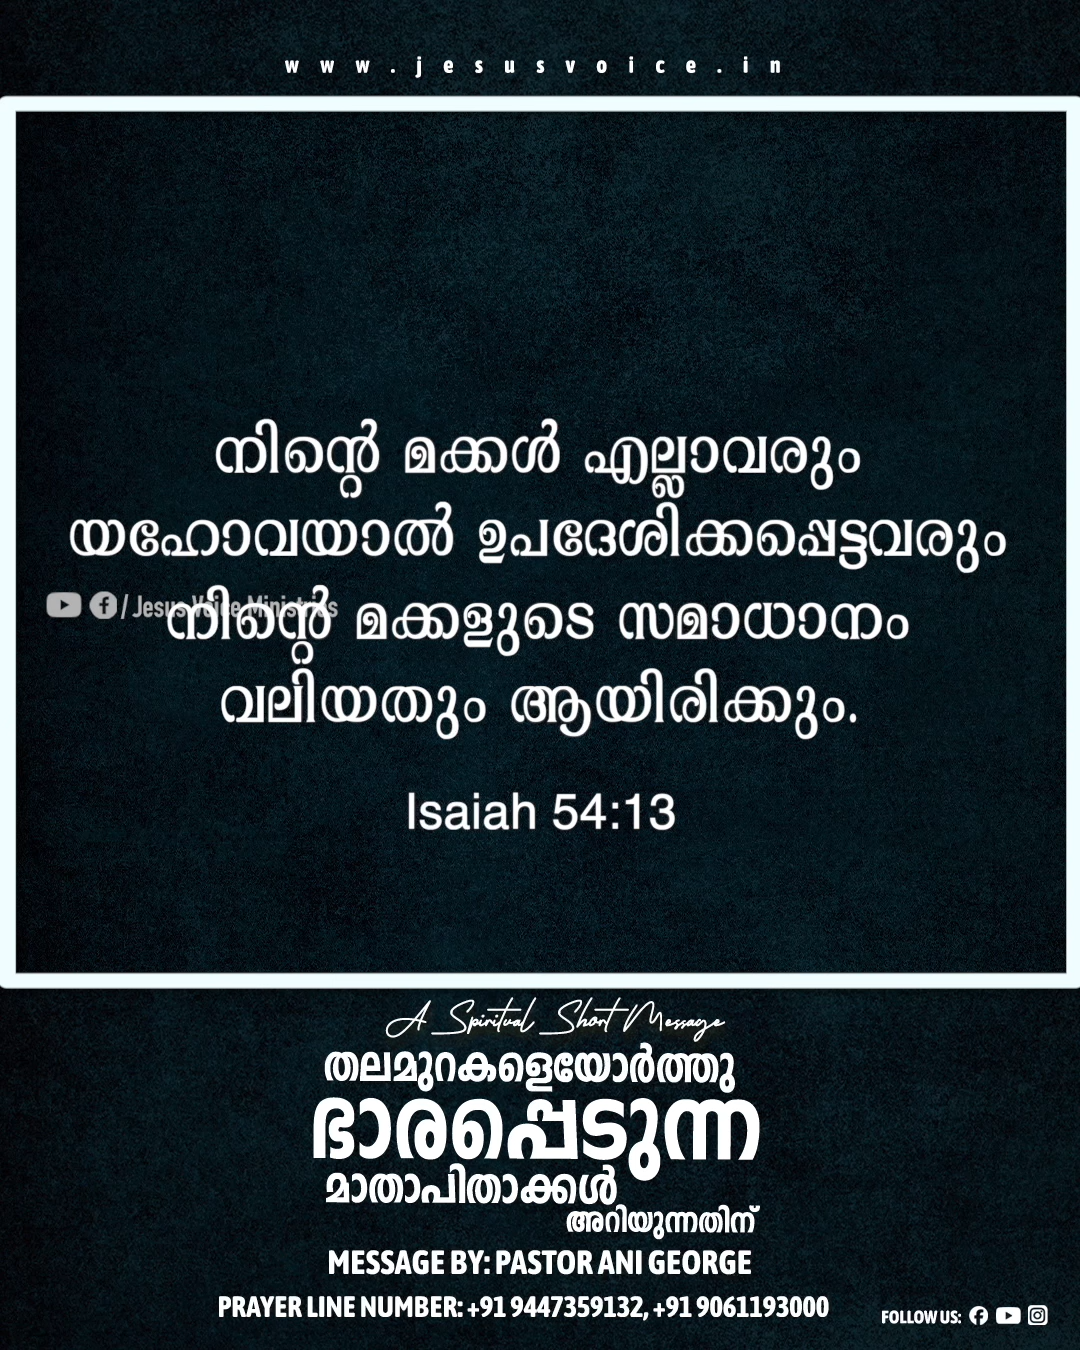 www.jesusvoice.in
നിന്റെ മക്കൾ എല്ലാവരും
യഹോവയാൽ ഉപദേശിക്കപ്പെട്ടവരും
/ Jesus Voice Ministries
നിന്റെ മക്കളുടെ സമാധാനം
വലിയതും ആയിരിക്കും.
Isaiah 54:13
A Spiritual Short Message
തലമുറകളെയോർത്തു
ഭാരപ്പെടുന്ന
മാതാപിതാക്കൾ
അറിയുന്നതിന്
MESSAGE BY: PASTOR ANI GEORGE
PRAYER LINE NUMBER: +91 9447359132, +91 9061193000
FOLLOW US: